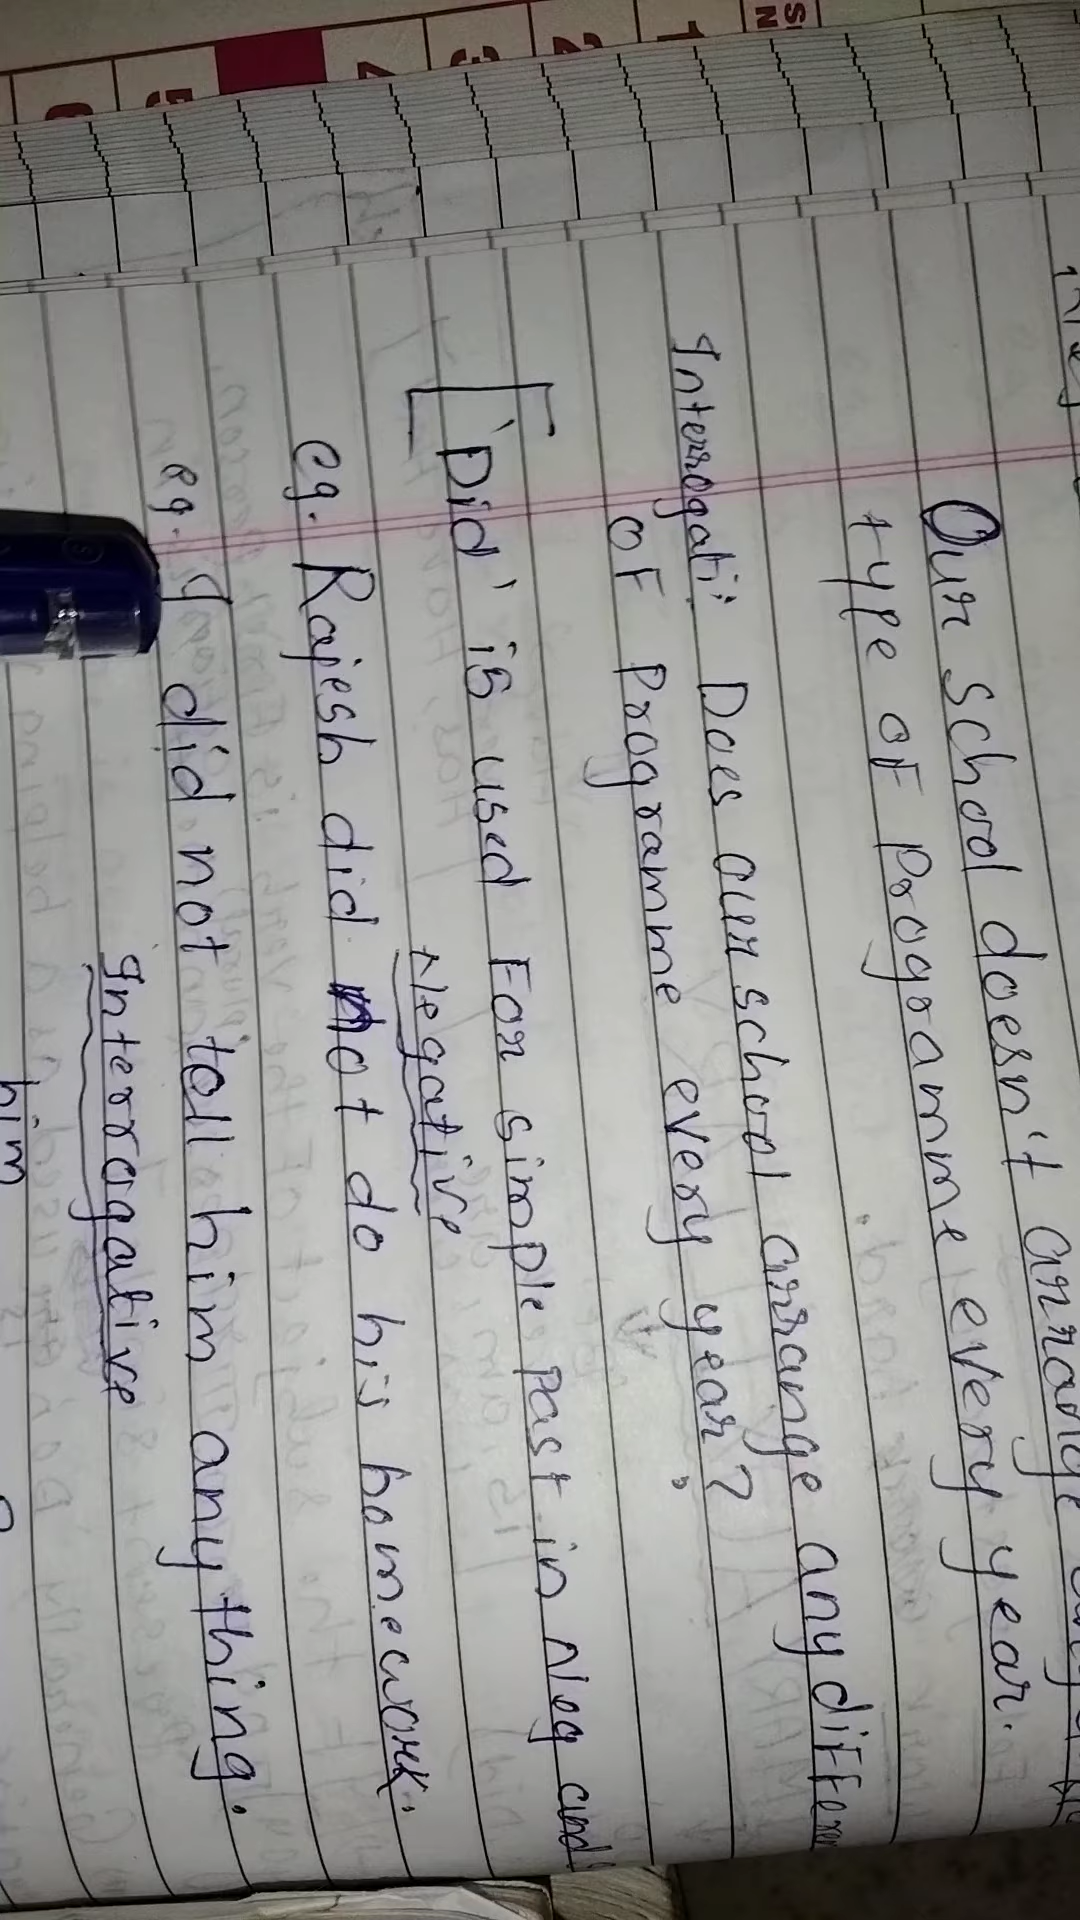 Our school doesn't arrange
type of Programme every year.
Interrogati: Does our school arrange any differen
of Programme every year?
['Did' is used for simple Past in Neg and
Negative
eg. Rajesh did not do his homework.
eg. I did not tell him anything.
Interrogative
him